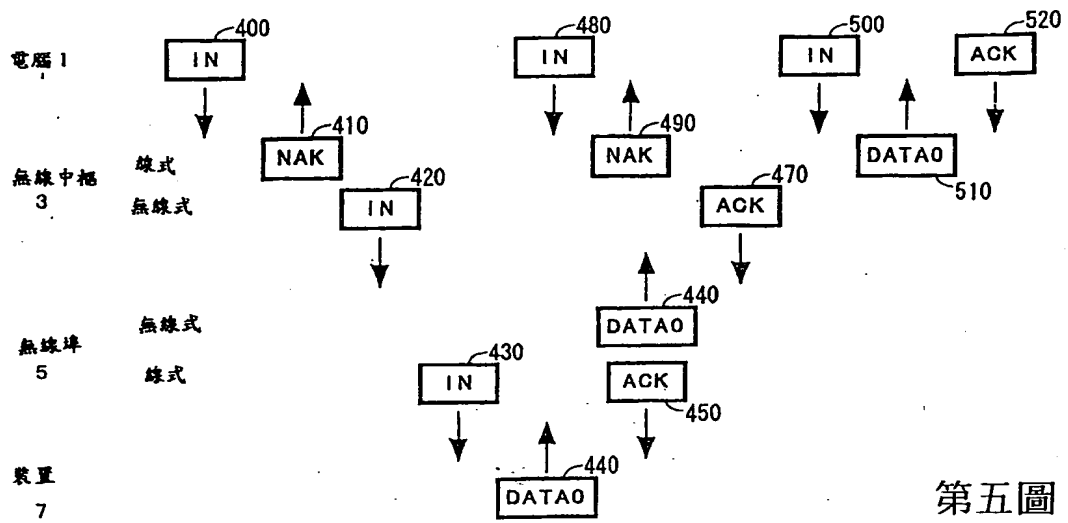 400
480
500
520
電腦 1
IN
IN
IN
ACK
410
490
線式
NAK
NAK
DATA0
無線中樞
3
420
470
510
無線式
IN
ACK
440
無線式
DATA0
無線埠
5
430
線式
IN
ACK
450
440
裝置
7
DATA0
第五圖